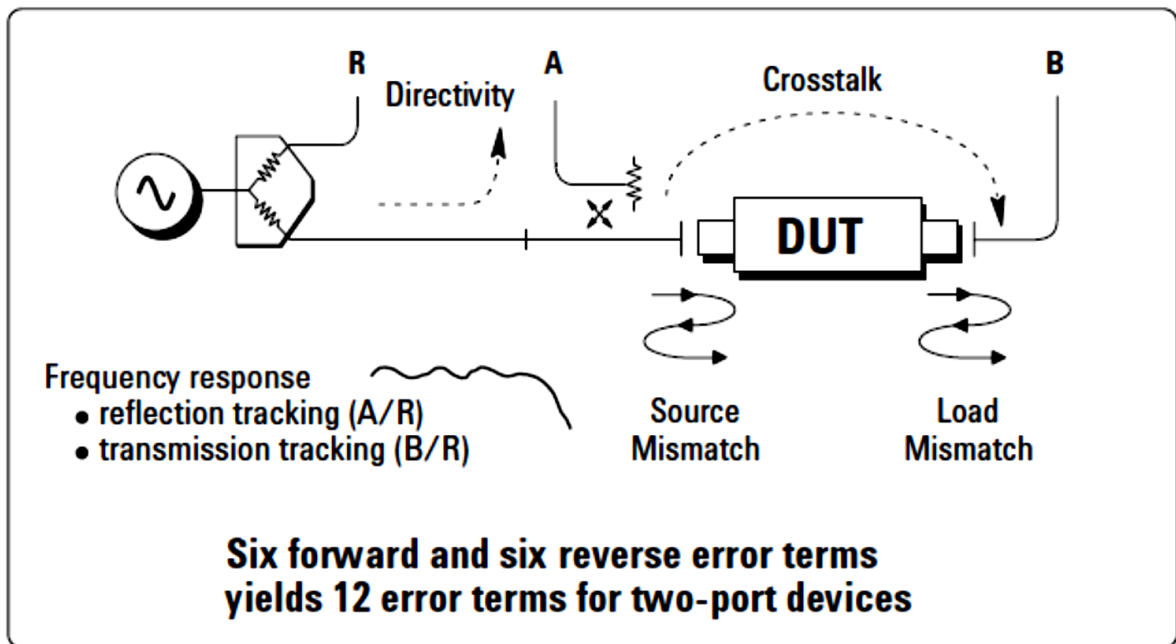 R
A
B
Directivity
Crosstalk
DUT
Frequency response
• reflection tracking (A/R)
• transmission tracking (B/R)
Source
Mismatch
Load
Mismatch
Six forward and six reverse error terms
yields 12 error terms for two-port devices